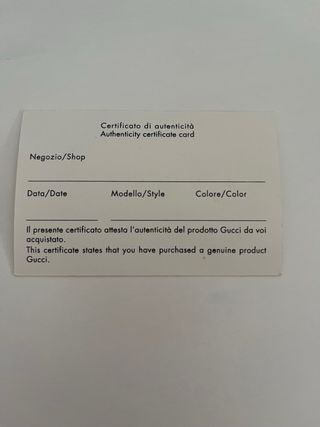 Certificato di autenticità
Authenticity certificate card
Negozio/Shop
Data/Date Modello/Style Colore/Color
Il presente certificato attesta l'autenticità del prodotto Gucci da voi
acquistato.
This certificate states that you have purchased a genuine product
Gucci.